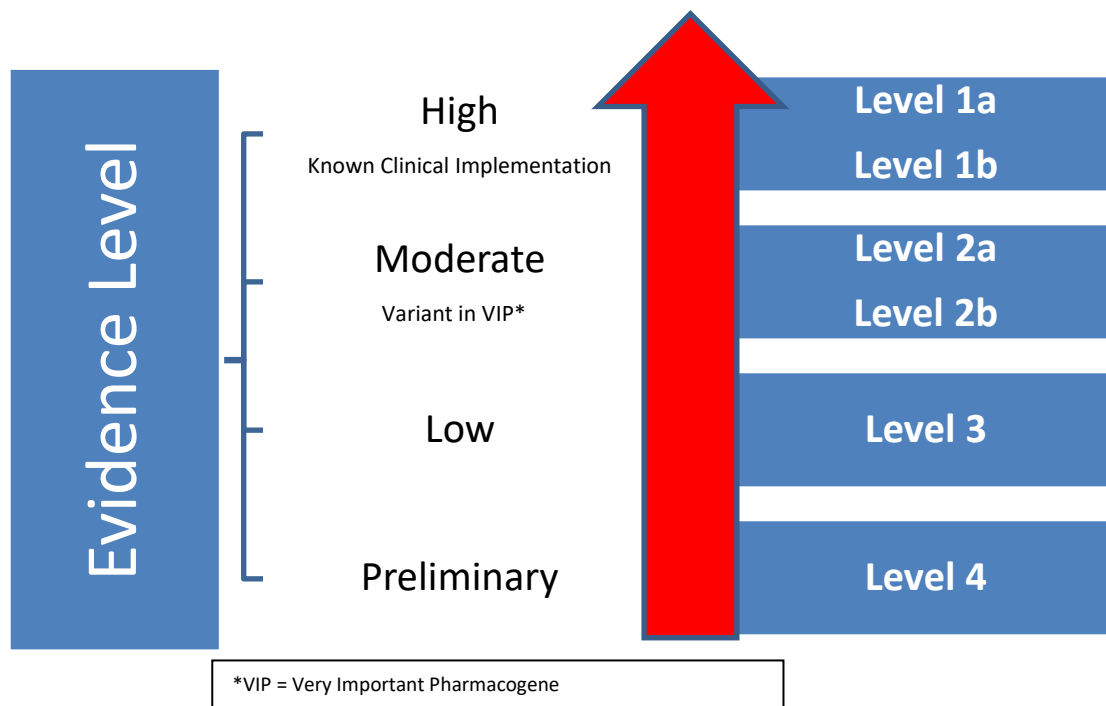 Evidence Level
High
Known Clinical Implementation
Moderate
Variant in VIP*
Low
Preliminary
Level 1a
Level 1b
Level 2a
Level 2b
Level 3
Level 4
*VIP = Very Important Pharmacogene